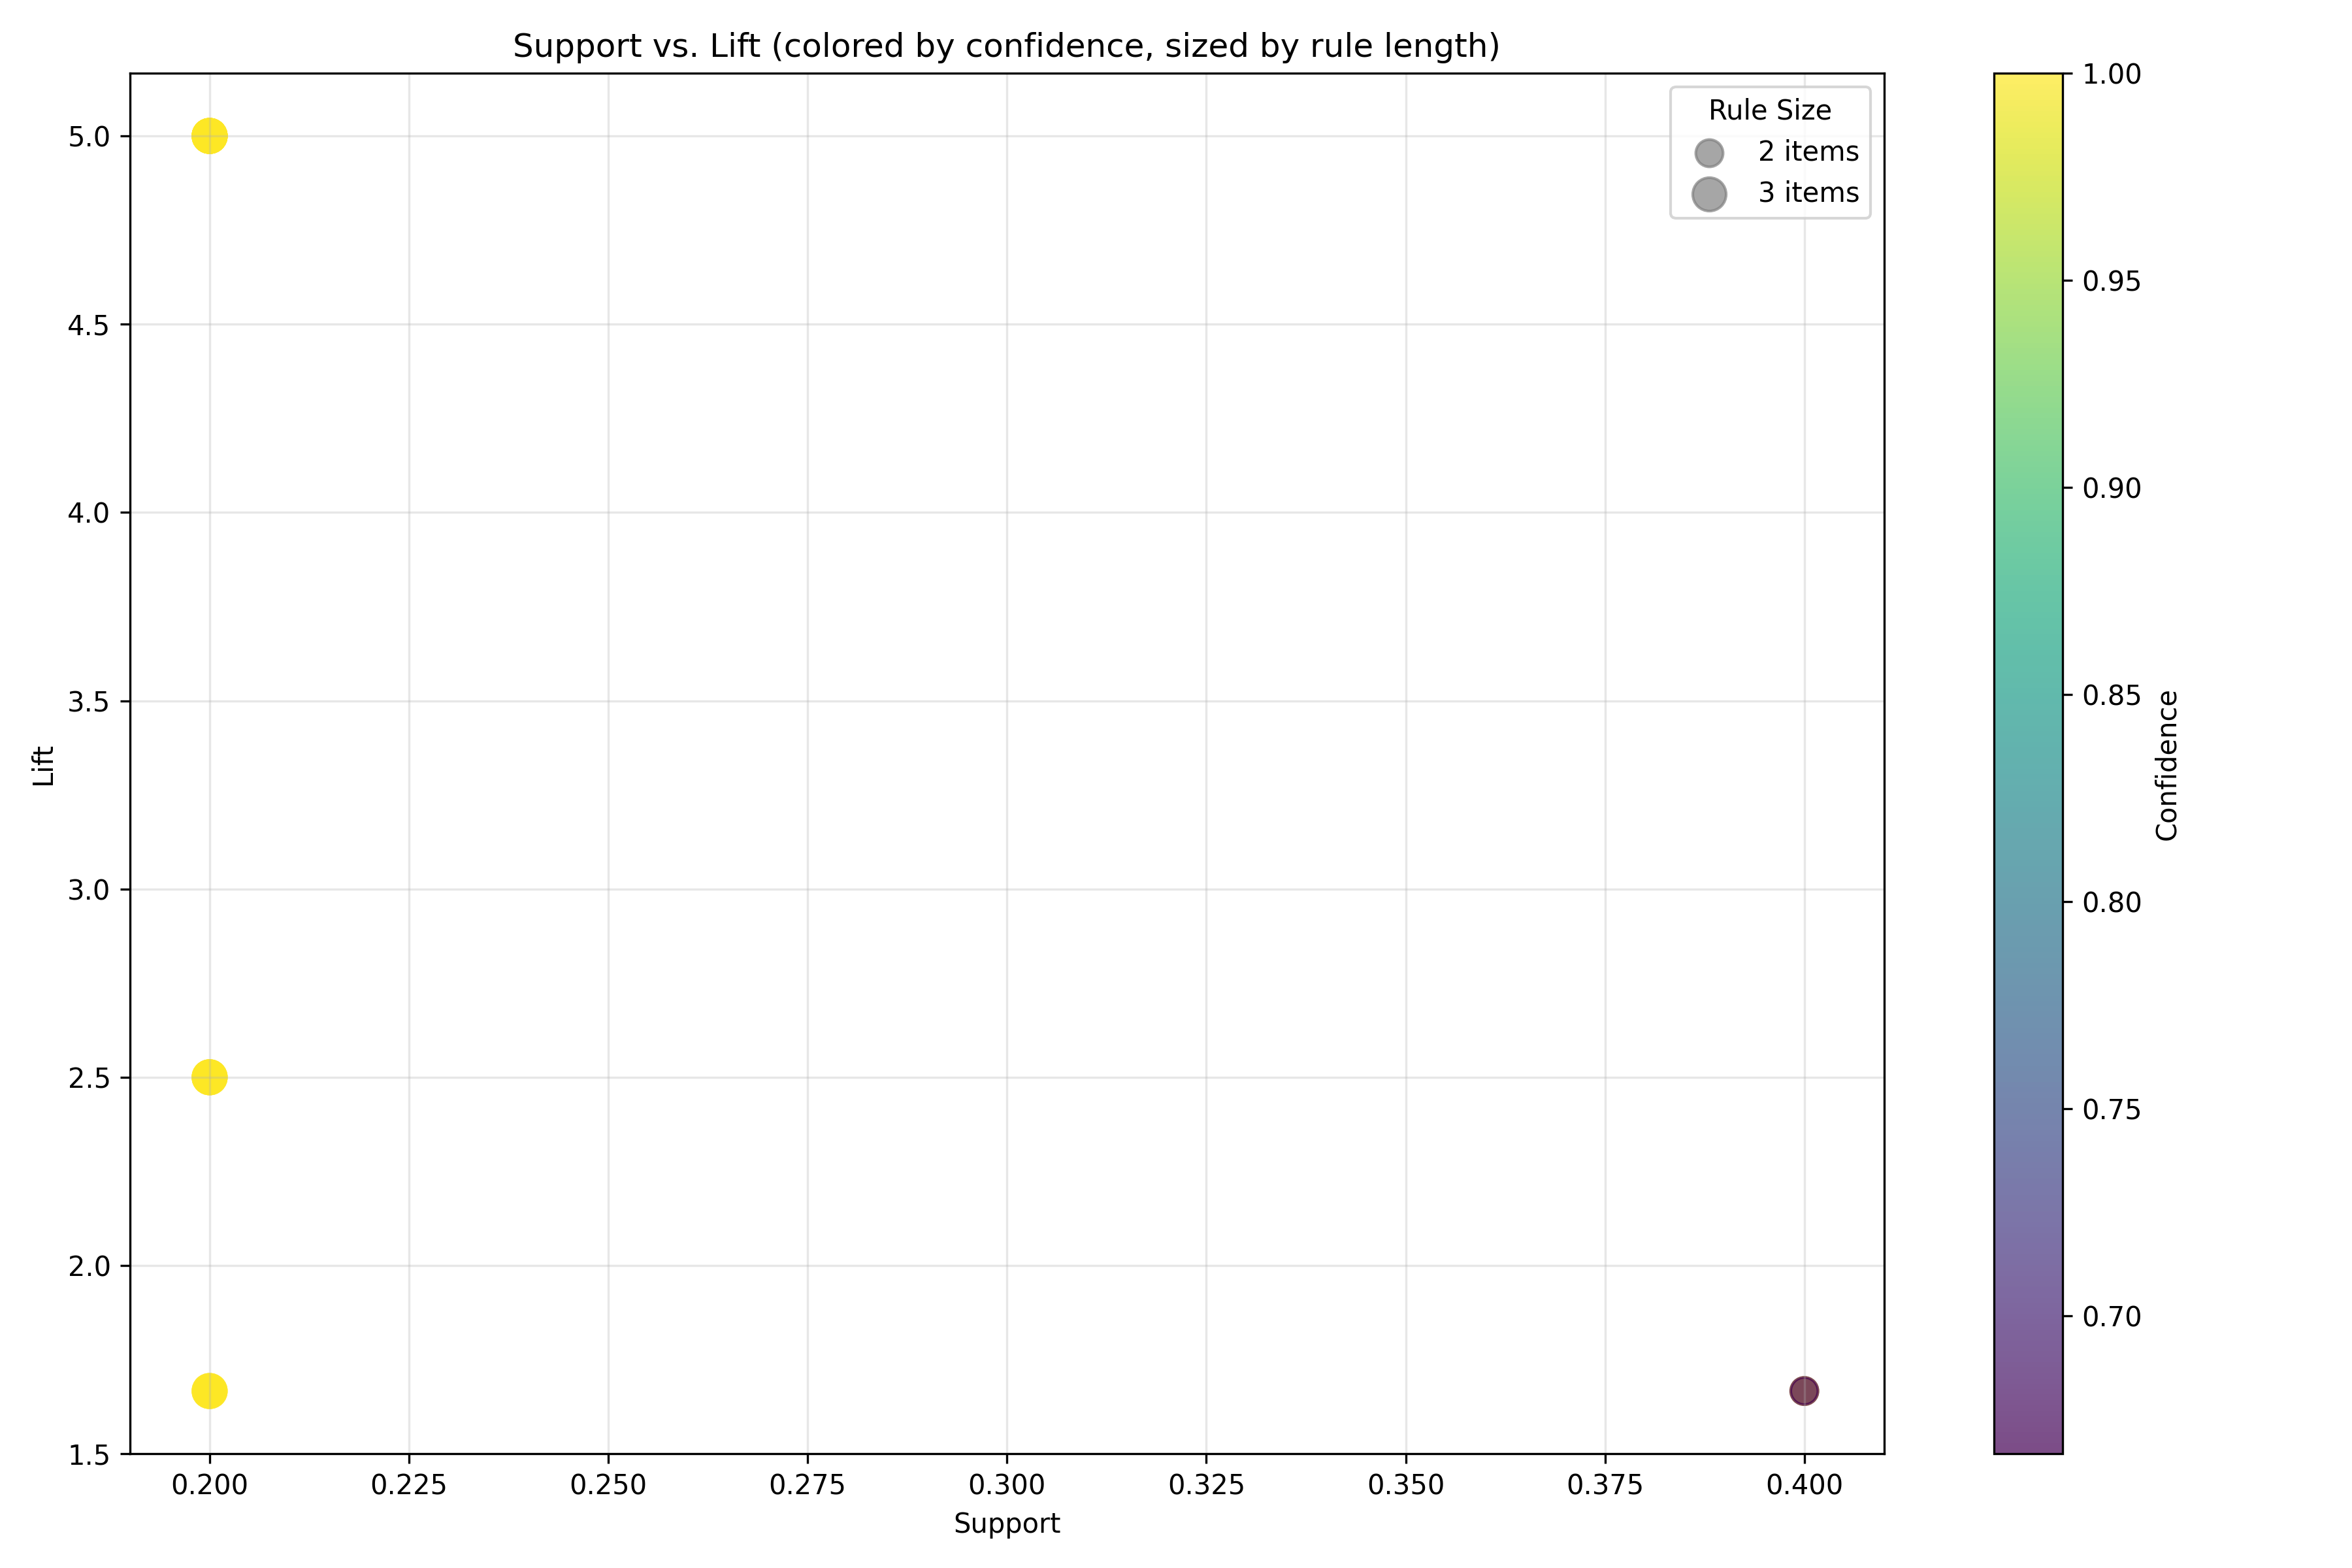 Support vs. Lift (colored by confidence, sized by rule length)
Rule Size
2 items
3 items
Lift
5.0
4.5
4.0
3.5
3.0
2.5
2.0
1.5
0.200 0.225 0.250 0.275 0.300 0.325 0.350 0.375 0.400
Support
1.00
0.95
0.90
0.85
0.80
0.75
0.70
Confidence